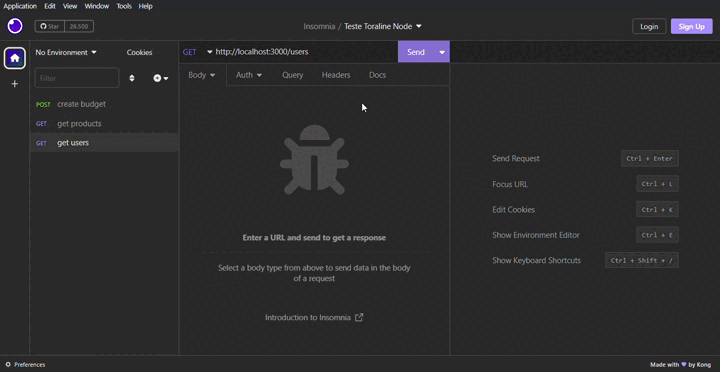 Application Edit View Window Tools Help
Star 26,500
Insomnia / Teste Toraline Node
Login Sign Up
No Environment Cookies
GET http://localhost:3000/users Send
Filter
Body Auth Query Headers Docs
POST create budget
GET get products
GET get users
Enter a URL and send to get a response
Select a body type from above to send data in the body
of a request
Introduction to Insomnia
Send Request Ctrl + Enter
Focus URL Ctrl + L
Edit Cookies Ctrl + K
Show Environment Editor Ctrl + E
Show Keyboard Shortcuts Ctrl + Shift + /
Preferences
Made with by Kong